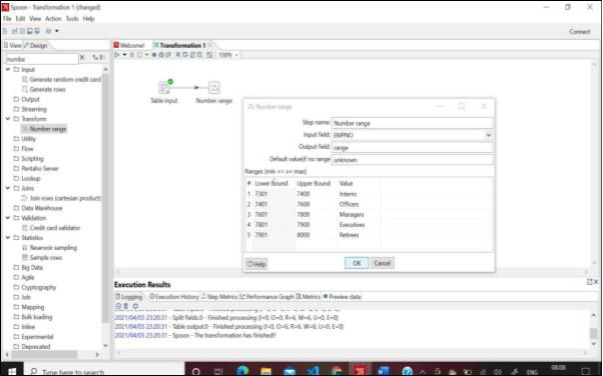 Spoon - Transformation 1 (changed)
File Edit View Action Tools Help
Connect
View Design
Welcome! Transformation 1
numbe
100%
Input
Generate random credit card
Generate rows
Output
Streaming
Transform
Number range
Utility
Flow
Scripting
Pentaho Server
Lookup
Joins
Join rows (cartesian product)
Data Warehouse
Validation
Credit card validator
Statistics
Reservoir sampling
Sample rows
Big Data
Agile
Cryptography
Job
Mapping
Bulk loading
Inline
Experimental
Deprecated
Table input Number range
Number range
Step name: Number range
Input field: EMPNO
Output field: range
Default value(if no range unknown
Ranges (min <= x< max):
# Lower Bound Upper Bound Value
1 7301 7400 Interns
2 7401 7600 Officers
3 7601 7800 Managers
4 7801 7900 Executives
5 7901 8000 Retirees
Help OK Cancel
Execution Results
Logging Execution History Step Metrics Performance Graph Metrics Preview data
2021/04/03 23:20:31 - Split fields.0 - Finished processing (I=0, O=0, R=6, W=6, U=0, E=0)
2021/04/03 23:20:31 - Table output.0 - Finished processing (I=0, O=6, R=6, W=6, U=0, E=0)
2021/04/03 23:20:31 - Spoon - The transformation has finished!!
Type here to search
ENG
08:08